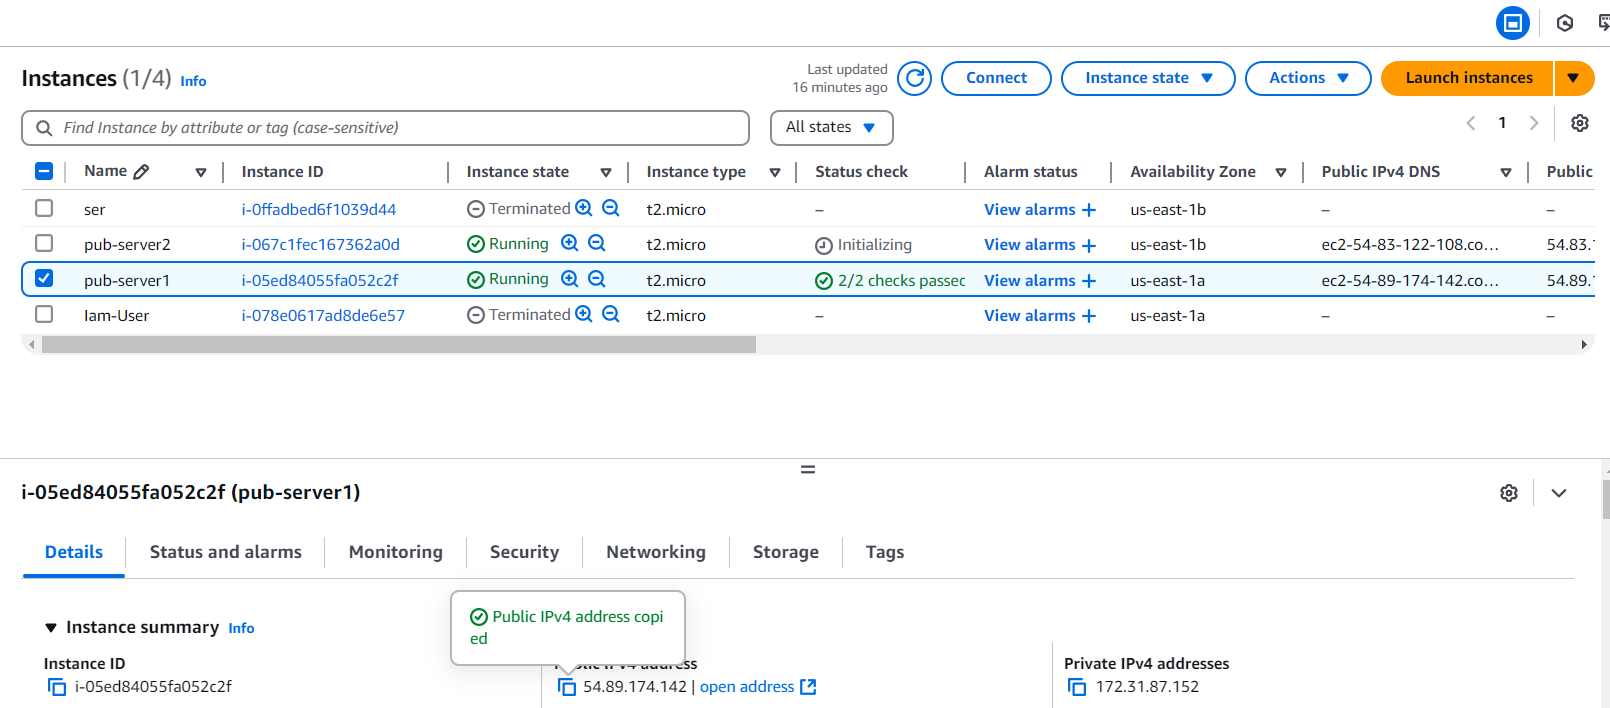 Instances (1/4) Info
Last updated
16 minutes ago
Connect
Instance state
Actions
Launch instances
Find Instance by attribute or tag (case-sensitive)
All states
1
Name Instance ID Instance state Instance type Status check Alarm status Availability Zone Public IPv4 DNS Public
ser i-0ffadbed6f1039d44 Terminated t2.micro – View alarms + us-east-1b – –
pub-server2 i-067c1fec167362a0d Running t2.micro Initializing View alarms + us-east-1b ec2-54-83-122-108.co... 54.83.
pub-server1 i-05ed84055fa052c2f Running t2.micro 2/2 checks passec View alarms + us-east-1a ec2-54-89-174-142.co... 54.89.
Iam-User i-078e0617ad8de6e57 Terminated t2.micro – View alarms + us-east-1a – –
i-05ed84055fa052c2f (pub-server1)
Details Status and alarms Monitoring Security Networking Storage Tags
Public IPv4 address copi
ed
Instance summary Info
Instance ID
i-05ed84055fa052c2f
Public IPv4 address
54.89.174.142 | open address
Private IPv4 addresses
172.31.87.152